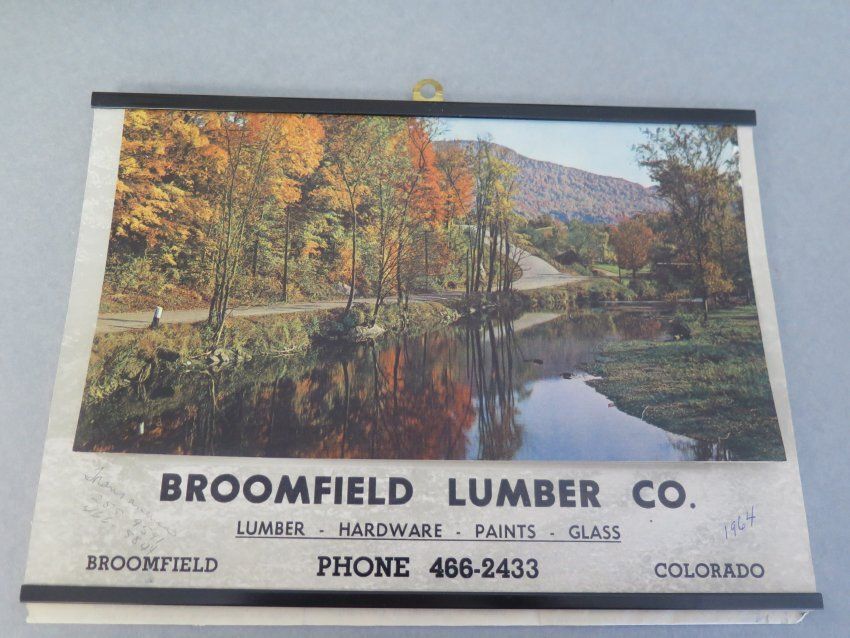 BROOMFIELD LUMBER CO.
LUMBER - HARDWARE - PAINTS - GLASS
1964
BROOMFIELD PHONE 466-2433 COLORADO